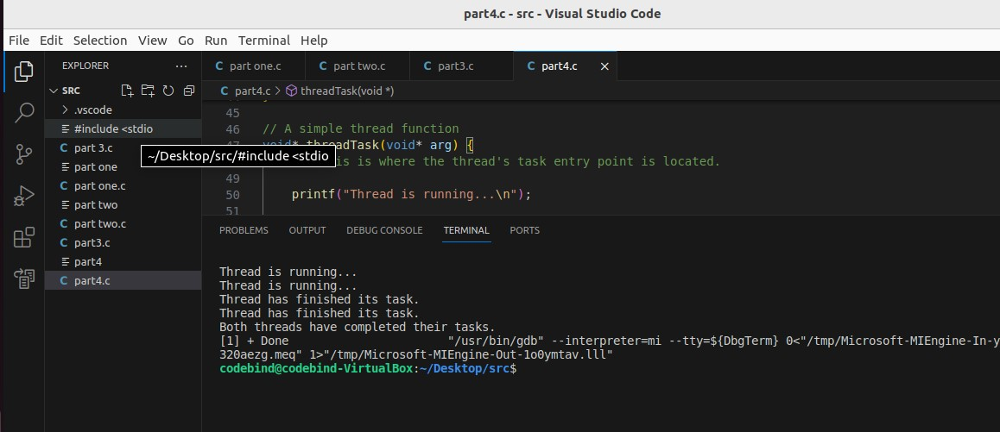 part4.c - src - Visual Studio Code
File Edit Selection View Go Run Terminal Help
EXPLORER ...
part one.c part two.c part3.c part4.c ×
SRC
part4.c > threadTask(void *)
.vscode
#include <stdio
part 3.c
~/Desktop/src/#include <stdio
part one
part one.c
part two
part two.c
part3.c
part4
part4.c
45
46 // A simple thread function
void* threadTask(void* arg) {
is is where the thread's task entry point is located.
49
50 printf("Thread is running...\n");
51
PROBLEMS OUTPUT DEBUG CONSOLE TERMINAL PORTS
Thread is running...
Thread is running...
Thread has finished its task.
Thread has finished its task.
Both threads have completed their tasks.
[1] + Done "/usr/bin/gdb" --interpreter=mi --tty=${DbgTerm} 0<"/tmp/Microsoft-MIEngine-In-y
320aezg.meq" 1>"/tmp/Microsoft-MIEngine-Out-1o0ymtav.lll"
codebind@codebind-VirtualBox:~/Desktop/src$